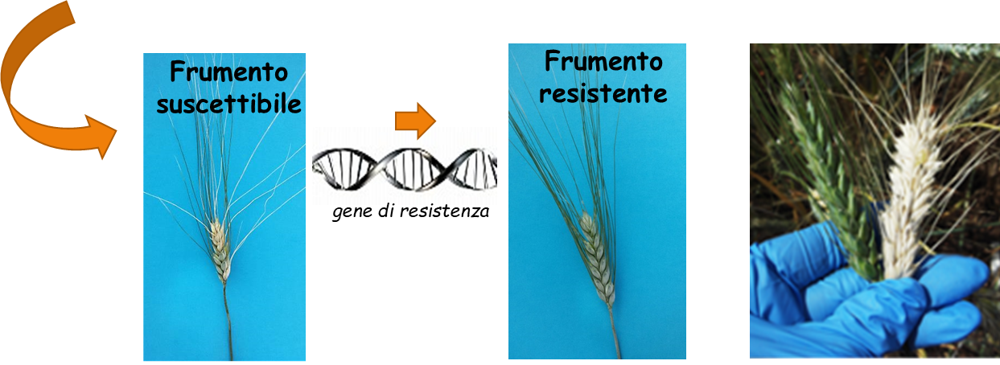 Frumento
suscettibile
gene di resistenza
Frumento
resistente